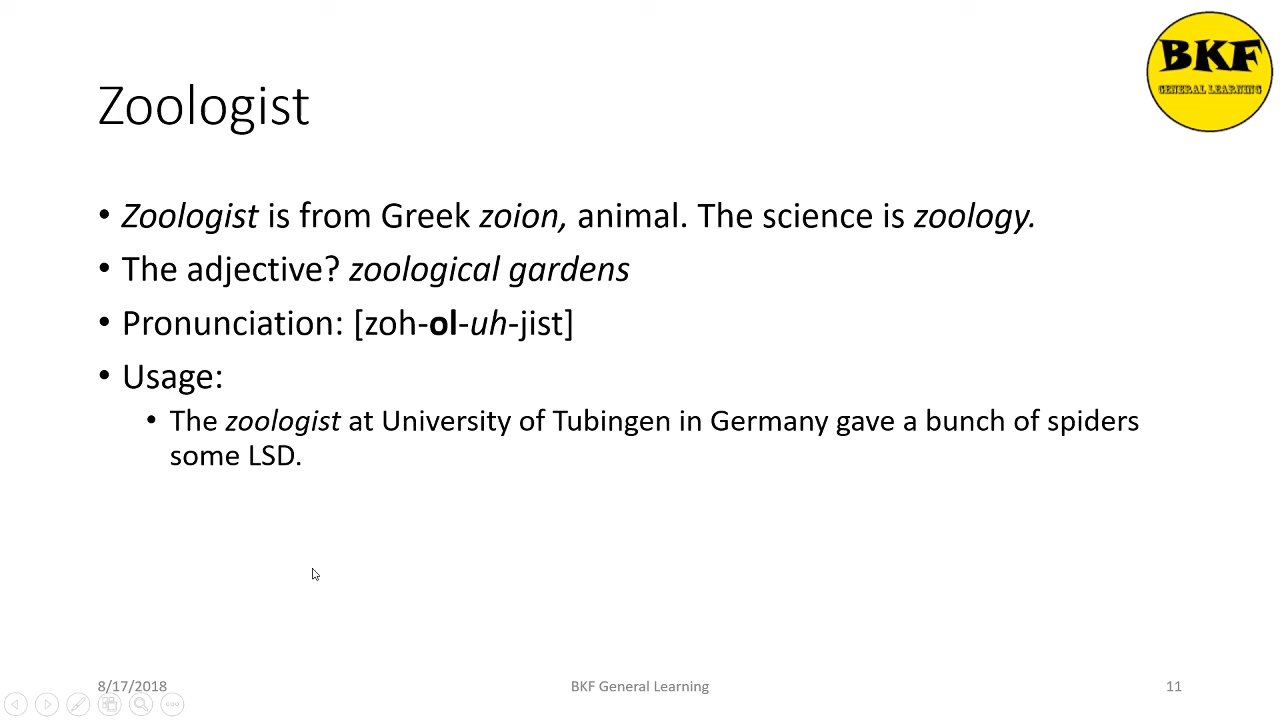 BKF
GENERAL LEARNING
Zoologist
• Zoologist is from Greek zoion, animal. The science is zoology.
• The adjective? zoological gardens
• Pronunciation: [zoh-ol-uh-jist]
• Usage:
• The zoologist at University of Tubingen in Germany gave a bunch of spiders
some LSD.
8/17/2018
BKF General Learning
11